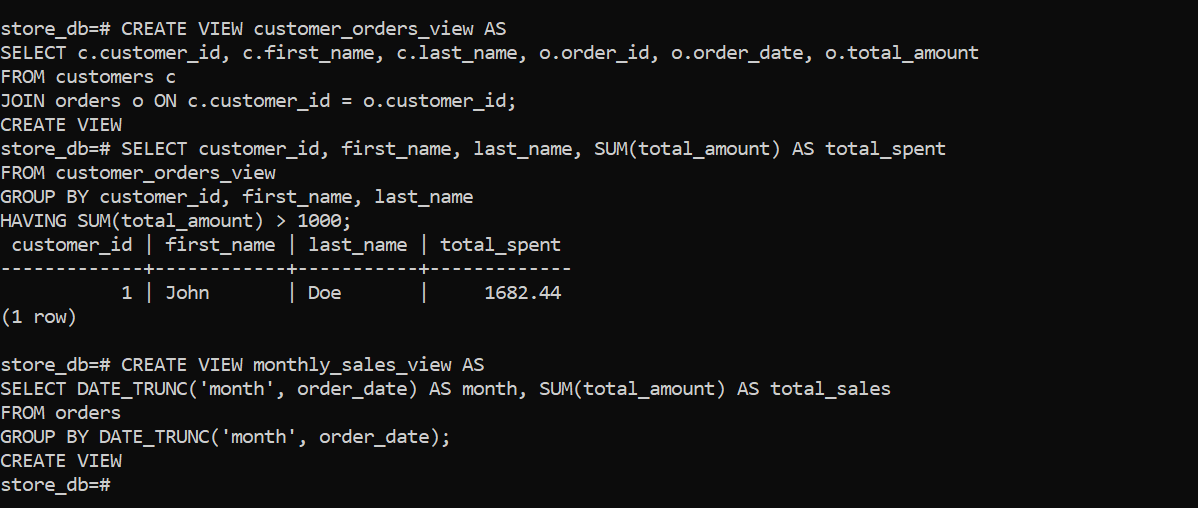 store_db=# CREATE VIEW customer_orders_view AS
SELECT c.customer_id, c.first_name, c.last_name, o.order_id, o.order_date, o.total_amount
FROM customers c
JOIN orders o ON c.customer_id = o.customer_id;
CREATE VIEW
store_db=# SELECT customer_id, first_name, last_name, SUM(total_amount) AS total_spent
FROM customer_orders_view
GROUP BY customer_id, first_name, last_name
HAVING SUM(total_amount) > 1000;
 customer_id | first_name | last_name | total_spent
-------------+------------+-----------+-------------
           1 | John       | Doe       |     1682.44
(1 row)

store_db=# CREATE VIEW monthly_sales_view AS
SELECT DATE_TRUNC('month', order_date) AS month, SUM(total_amount) AS total_sales
FROM orders
GROUP BY DATE_TRUNC('month', order_date);
CREATE VIEW
store_db=#